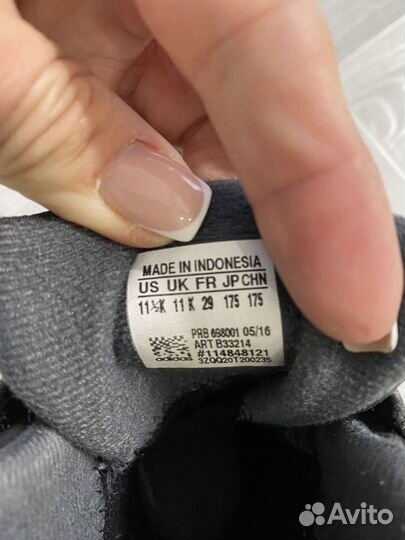 MADE IN INDONESIA
US UK FR JP CHN
11½K 11K 29 175 175
PRB 698001 05/16
ART B33214
#114848121
adidas 3ZQQ20T200235
Avito